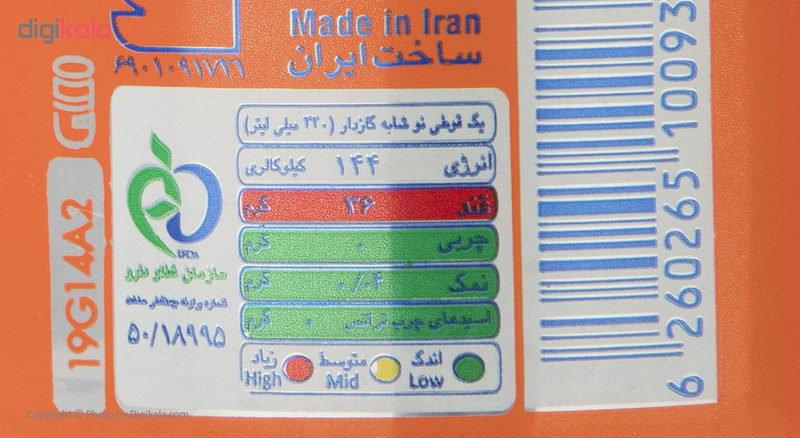 digikala
Made in Iran
ساخت ایران
۶۹۰۱۰۹۱۷۲۱
یک قوطی نوشابه گازدار (۳۲۰ میلی لیتر)
انرژی ۱۴۴ کیلوکالری
قند ۳۶ گرم
چربی ۰ گرم
نمک ۰/۰۴ گرم
اسیدهای چرب ترانس ۰ گرم
اندک متوسط زیاد
Low Mid High
سازمان غذا و دارو
شماره پروانه بهداشتی ساخت
۵۰/۱۸۹۹۵
19G14A2
6 260265 10093
Copyright © Photo by Digikala.com